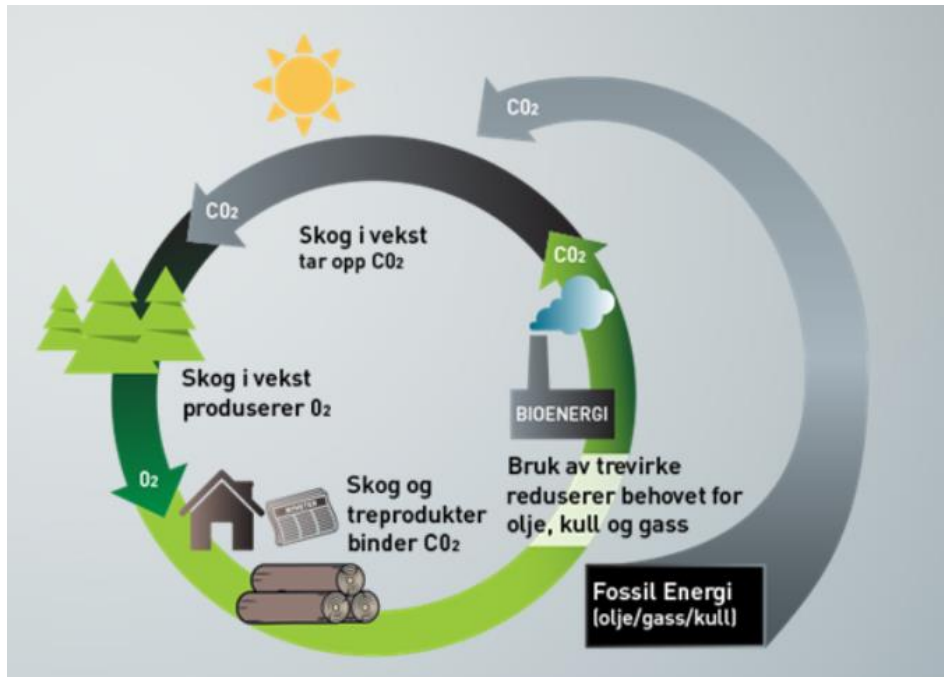 CO₂
CO₂
Skog i vekst
tar opp CO₂
CO₂
Skog i vekst
produserer O₂
BIOENERGI
O₂
Skog og
treprodukter
binder CO₂
Bruk av trevirke
reduserer behovet for
olje, kull og gass
Fossil Energi
(olje/gass/kull)